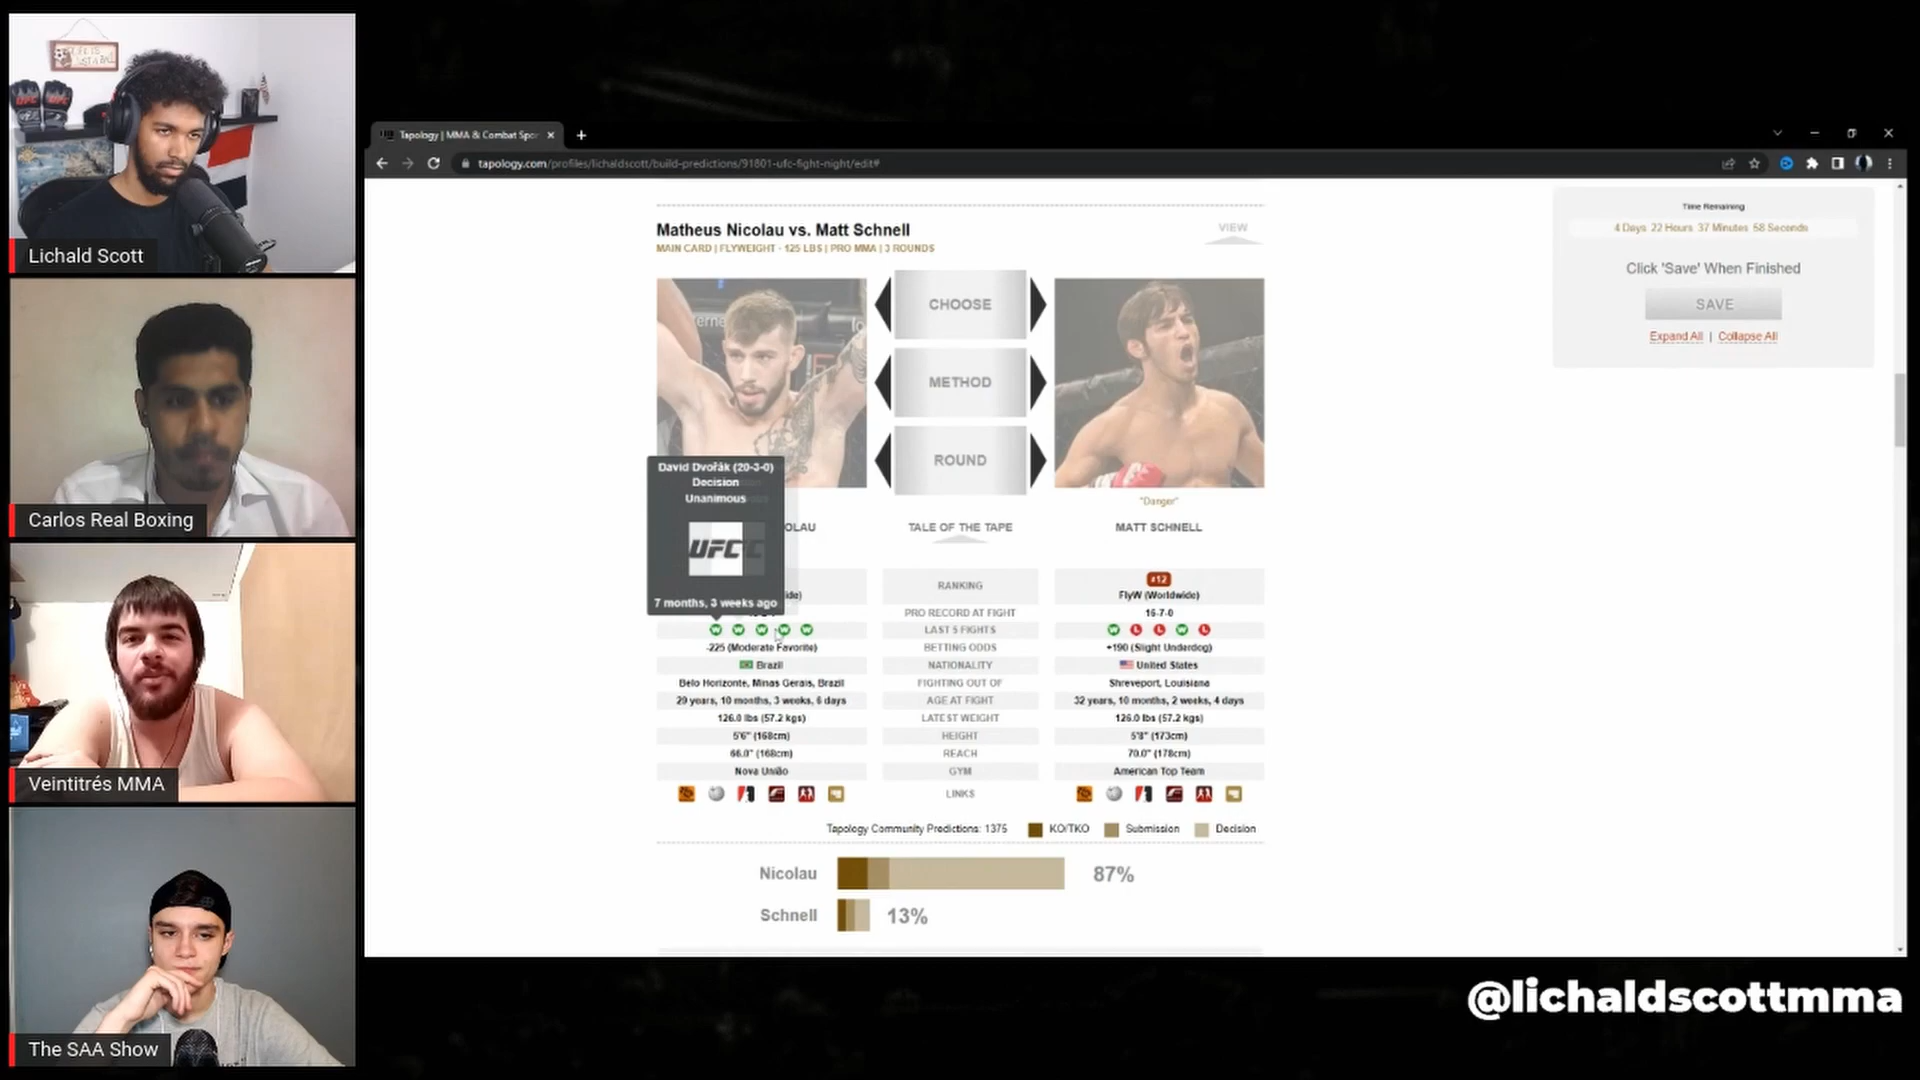 UFC UFC
Lichald Scott
Carlos Real Boxing
Veintitrés MMA
The SAA Show
Tapology | MMA & Combat Spor
tapology.com/profiles/lichaldscott/build-predictions/91801-ufc-fight-night/edit#
Matheus Nicolau vs. Matt Schnell
VIEW
MAIN CARD | FLYWEIGHT · 125 LBS | PRO MMA | 3 ROUNDS
CHOOSE
METHOD
ROUND
David Dvořák (20-3-0)
Decision
Unanimous
UFC
7 months, 3 weeks ago
"Danger"
OLAU TALE OF THE TAPE MATT SCHNELL
RANKING #12
FlyW (Worldwide)
PRO RECORD AT FIGHT 16-7-0
W W W W W LAST 5 FIGHTS W L L W L
-225 (Moderate Favorite) BETTING ODDS +190 (Slight Underdog)
Brazil NATIONALITY United States
Belo Horizonte, Minas Gerais, Brazil FIGHTING OUT OF Shreveport, Louisiana
29 years, 10 months, 3 weeks, 6 days AGE AT FIGHT 32 years, 10 months, 2 weeks, 4 days
126.0 lbs (57.2 kgs) LATEST WEIGHT 126.0 lbs (57.2 kgs)
5'6" (168cm) HEIGHT 5'8" (173cm)
66.0" (168cm) REACH 70.0" (178cm)
Nova União GYM American Top Team
LINKS
Tapology Community Predictions: 1375 KO/TKO Submission Decision
Nicolau 87%
Schnell 13%
Time Remaining
4 Days 22 Hours 37 Minutes 58 Seconds
Click 'Save' When Finished
SAVE
Expand All | Collapse All
@lichaldscottmma